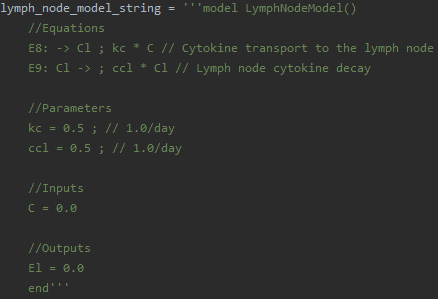 lymph_node_model_string = '''model LymphNodeModel()
//Equations
E8: -> Cl ; kc * C // Cytokine transport to the lymph node
E9: Cl -> ; ccl * Cl // Lymph node cytokine decay
//Parameters
kc = 0.5 ; // 1.0/day
ccl = 0.5 ; // 1.0/day
//Inputs
C = 0.0
//Outputs
El = 0.0
end'''